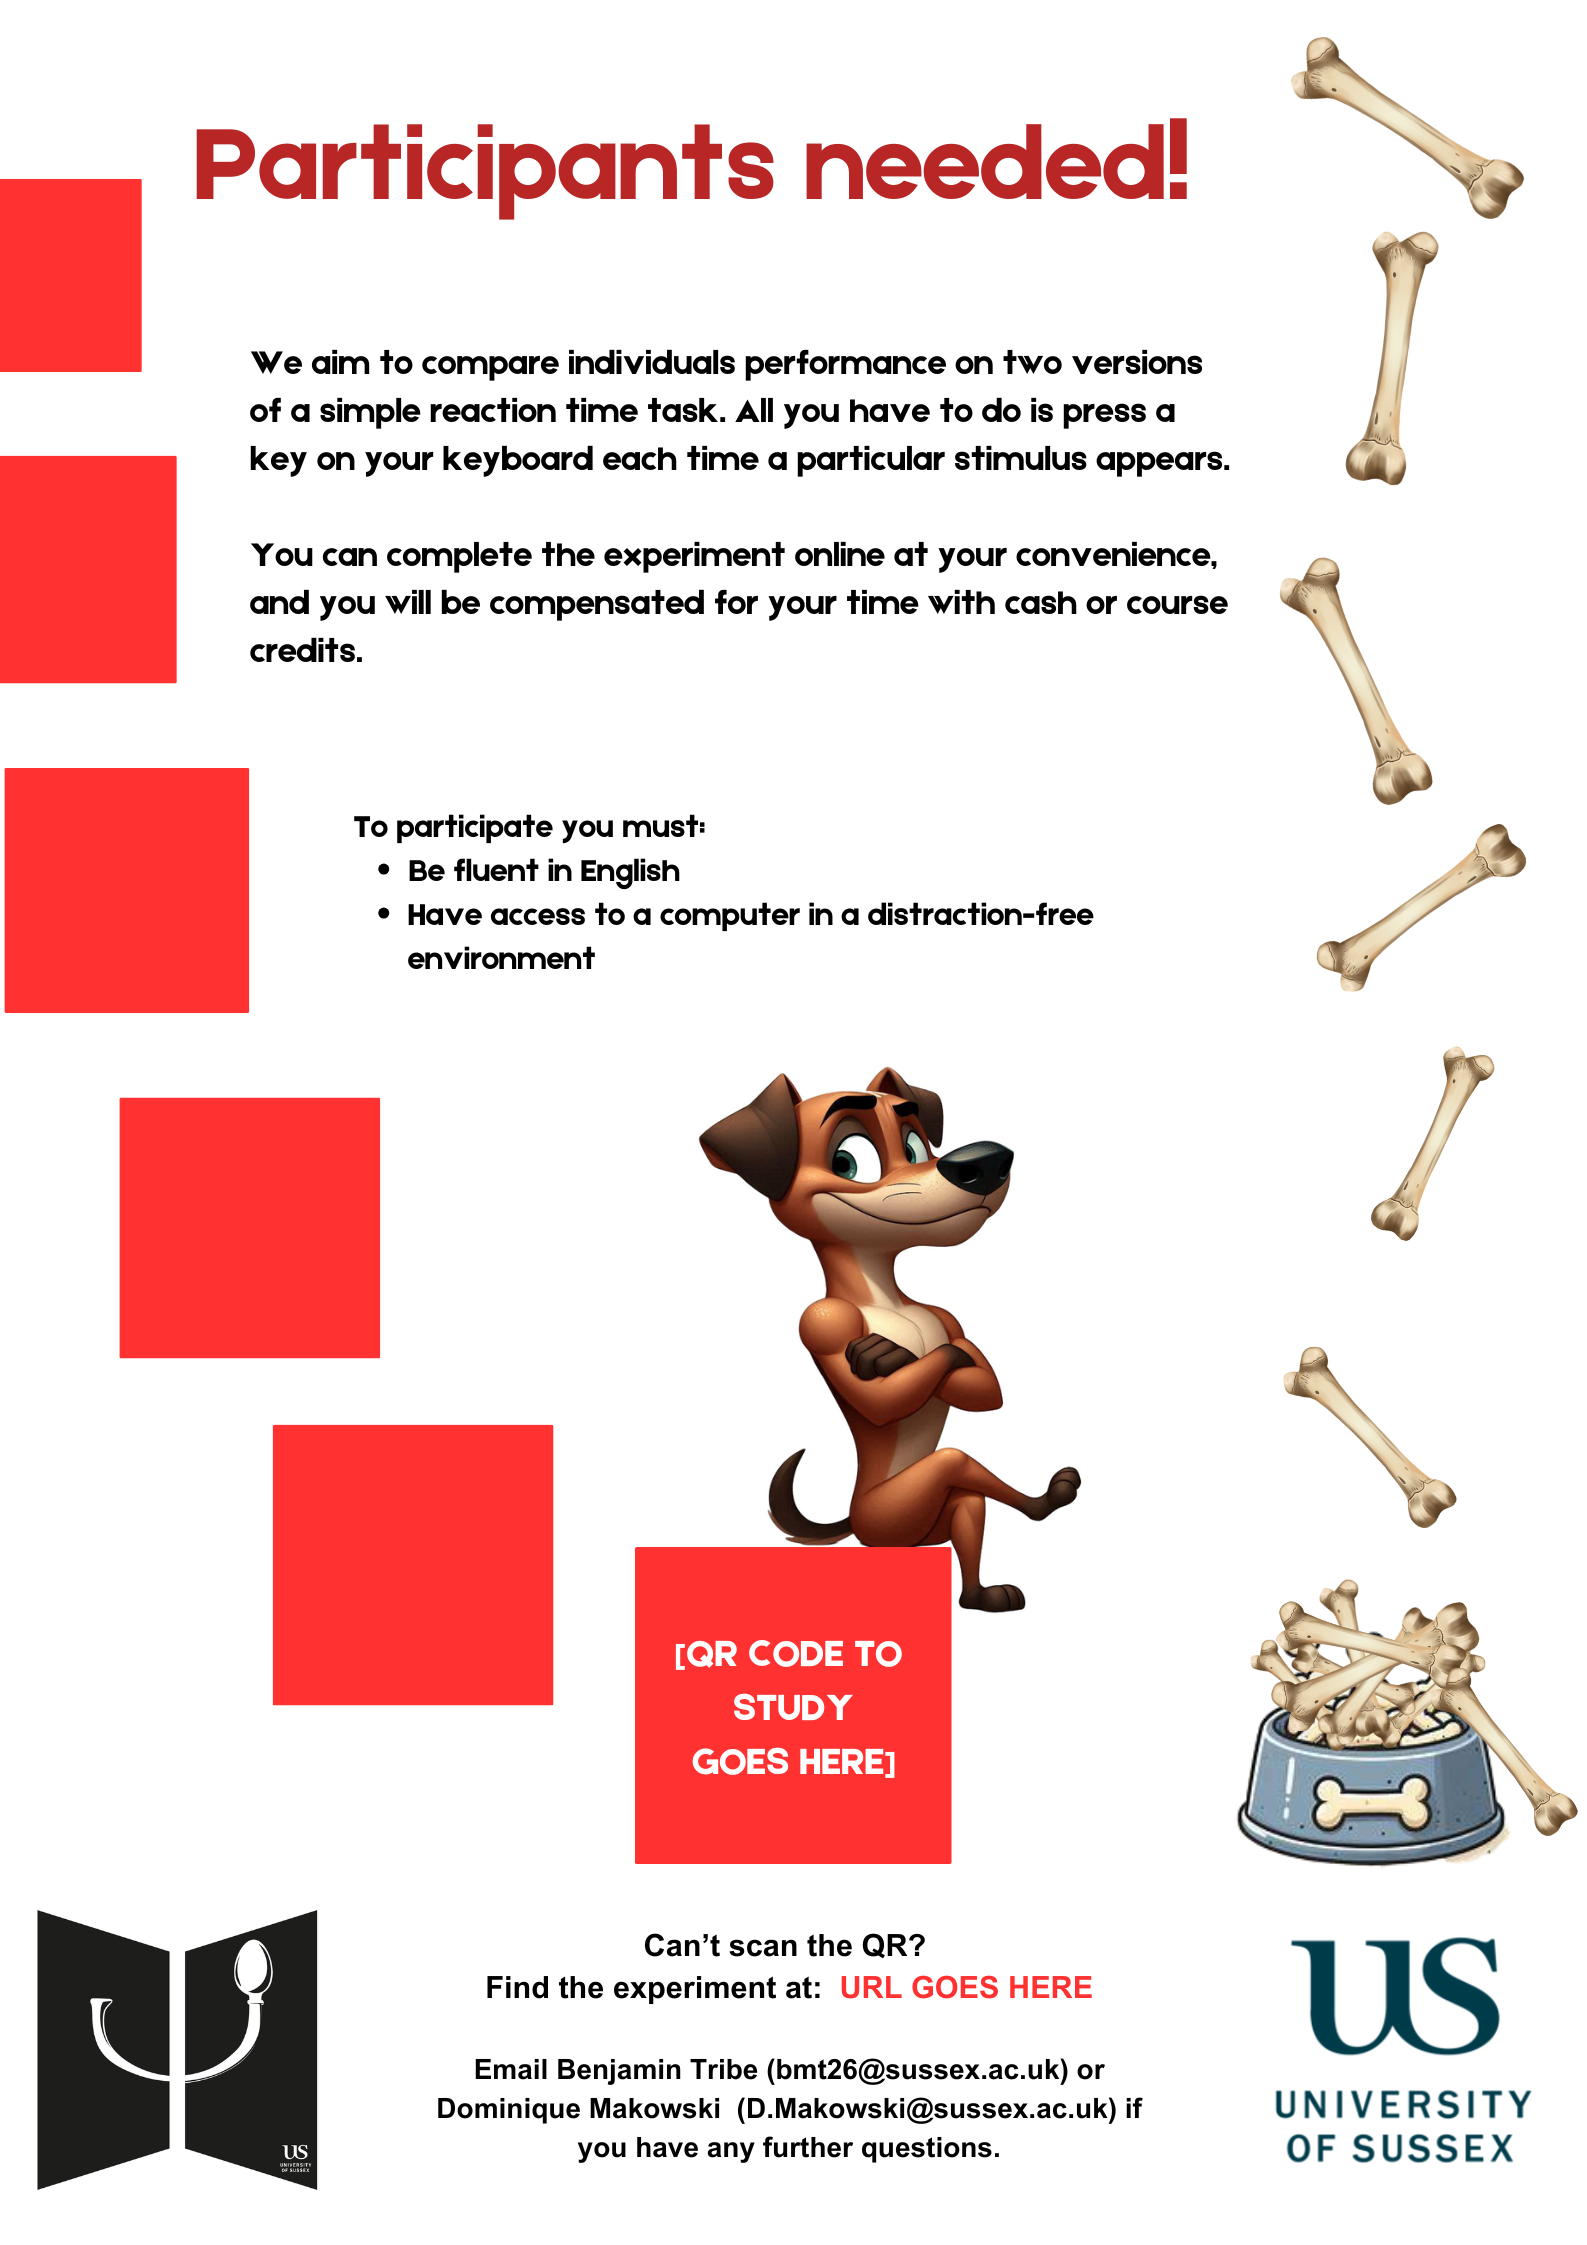 Participants needed!
We aim to compare individuals performance on two versions
of a simple reaction time task. All you have to do is press a
key on your keyboard each time a particular stimulus appears.
You can complete the experiment online at your convenience,
and you will be compensated for your time with cash or course
credits.
To participate you must:
• Be fluent in English
• Have access to a computer in a distraction-free
environment
[QR CODE TO
STUDY
GOES HERE]
Can’t scan the QR?
Find the experiment at:  URL GOES HERE
Email Benjamin Tribe (bmt26@sussex.ac.uk) or
Dominique Makowski  (D.Makowski@sussex.ac.uk) if
you have any further questions.
US
UNIVERSITY
OF SUSSEX
US
UNIVERSITY
OF SUSSEX